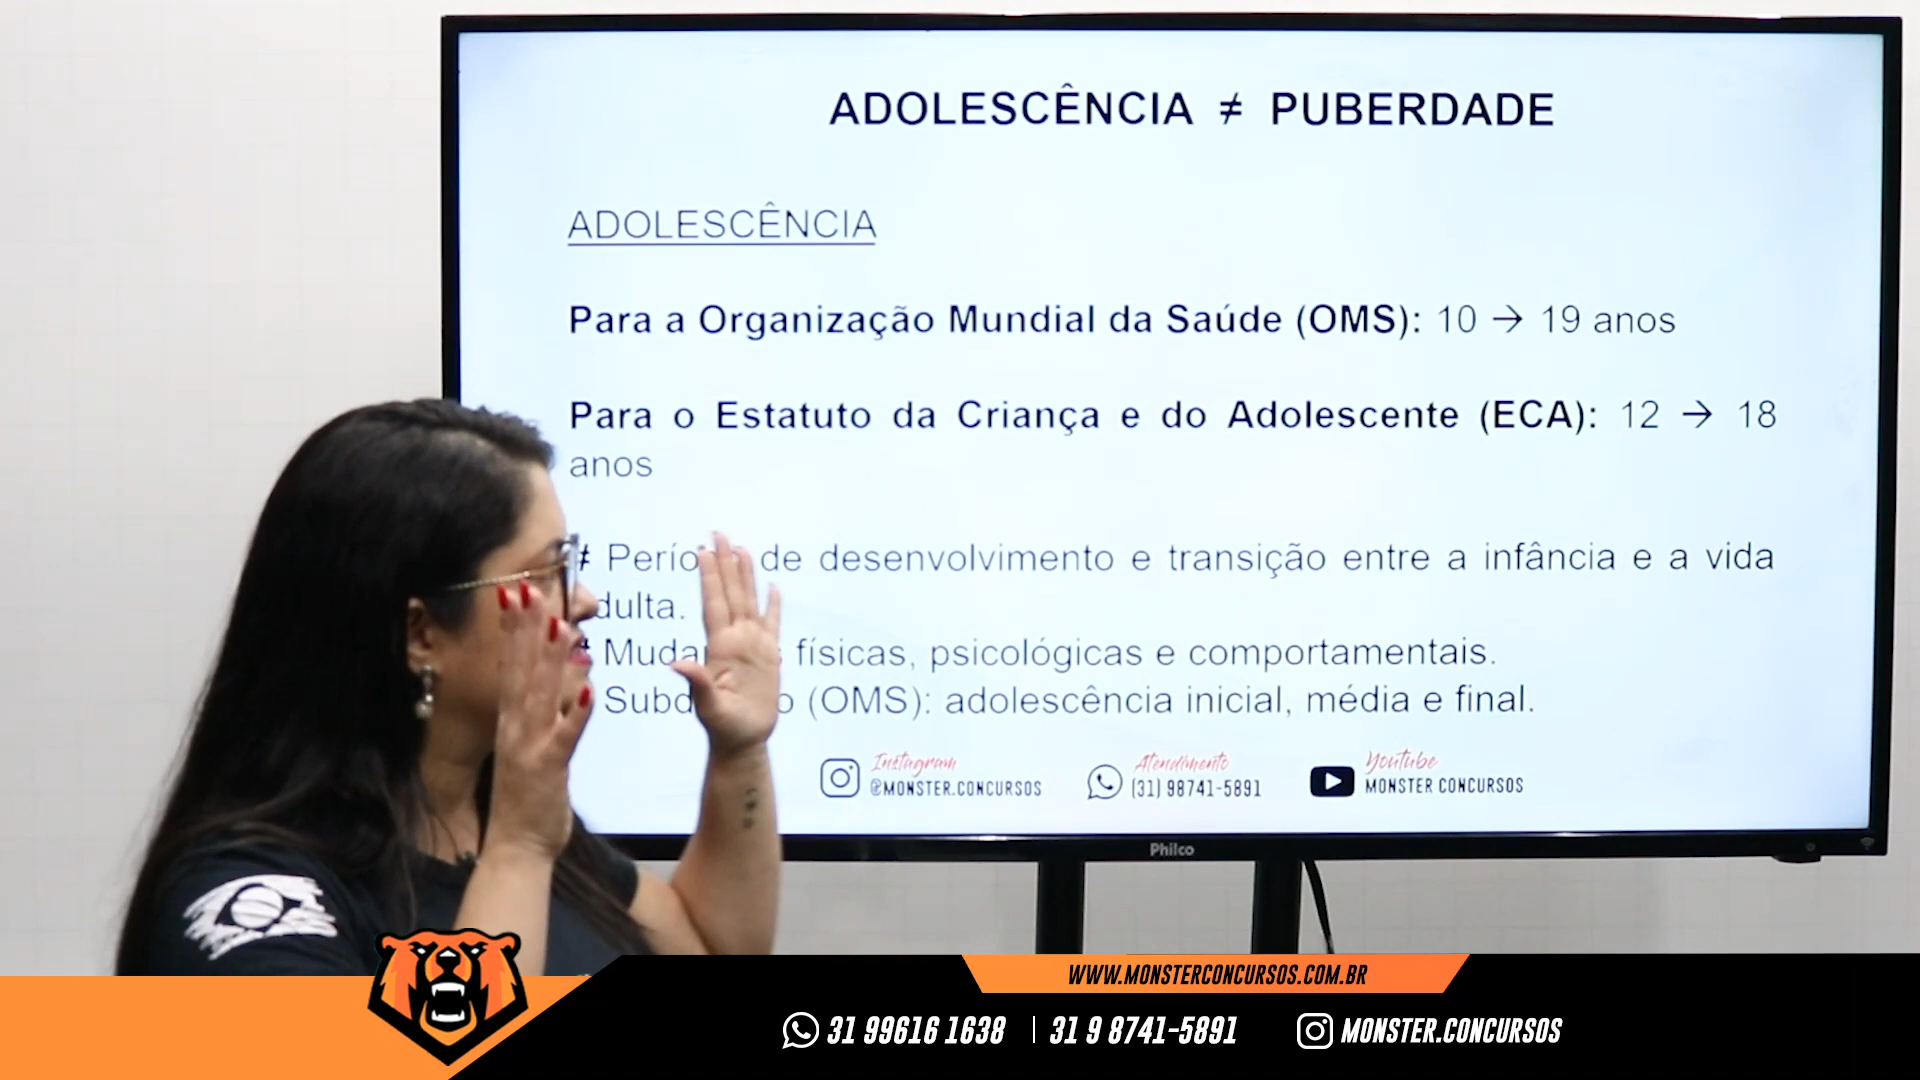 ADOLESCÊNCIA ≠ PUBERDADE
ADOLESCÊNCIA
Para a Organização Mundial da Saúde (OMS): 10 → 19 anos
Para o Estatuto da Criança e do Adolescente (ECA): 12 → 18
anos
# Perío de desenvolvimento e transição entre a infância e a vida
dulta.
# Muda s físicas, psicológicas e comportamentais.
Subd o (OMS): adolescência inicial, média e final.
Instagram
@MONSTER.CONCURSOS
Atendimento
(31) 98741-5891
Youtube
MONSTER CONCURSOS
Philco
WWW.MONSTERCONCURSOS.COM.BR
31 99616 1638 | 31 9 8741-5891
MONSTER.CONCURSOS